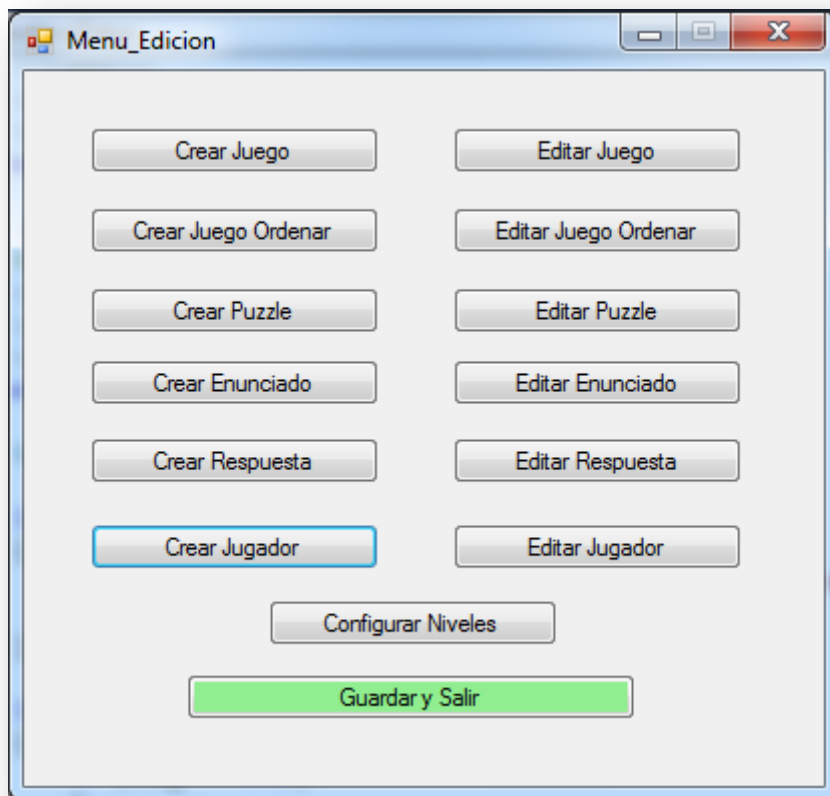 Menu_Edicion
Crear Juego Editar Juego
Crear Juego Ordenar Editar Juego Ordenar
Crear Puzzle Editar Puzzle
Crear Enunciado Editar Enunciado
Crear Respuesta Editar Respuesta
Crear Jugador Editar Jugador
Configurar Niveles
Guardar y Salir